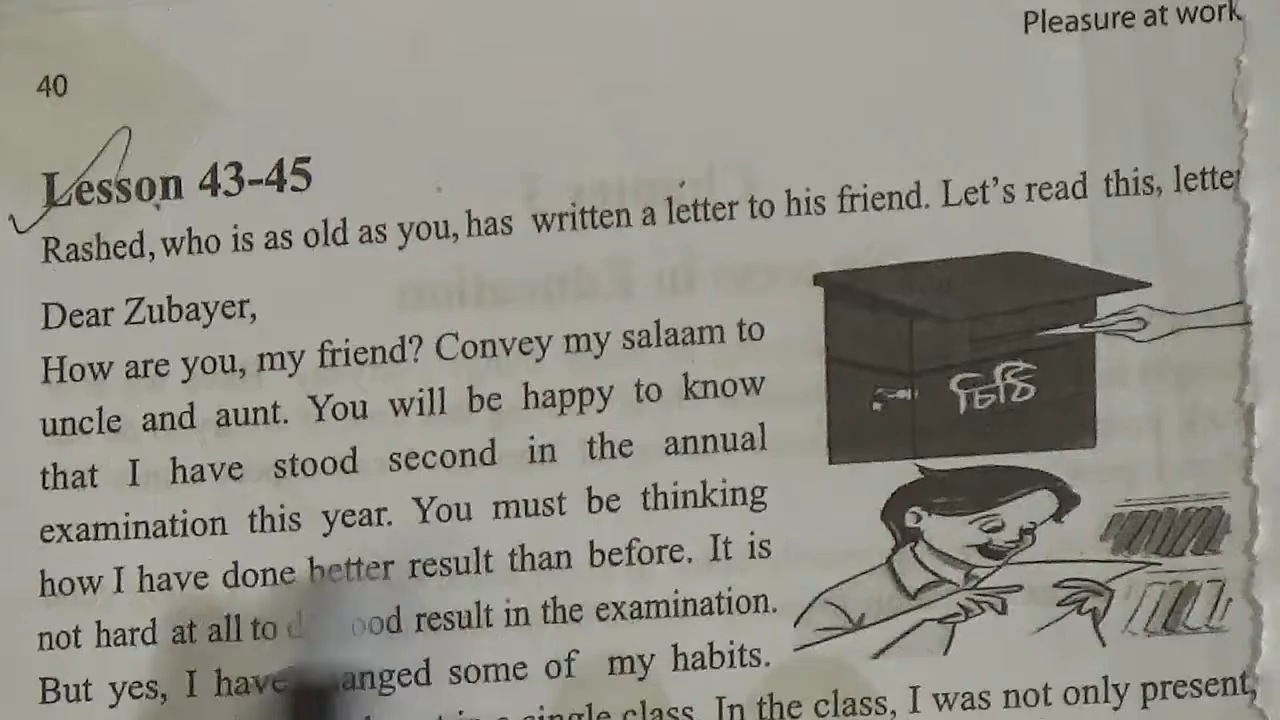 Pleasure at work
40
Lesson 43-45
Rashed, who is as old as you, has written a letter to his friend. Let's read this, letter
Dear Zubayer,
How are you, my friend? Convey my salaam to
uncle and aunt. You will be happy to know
that I have stood second in the annual
examination this year. You must be thinking
how I have done better result than before. It is
not hard at all to ood result in the examination.
But yes, I have anged some of my habits.
single class. In the class, I was not only present,
চিঠি